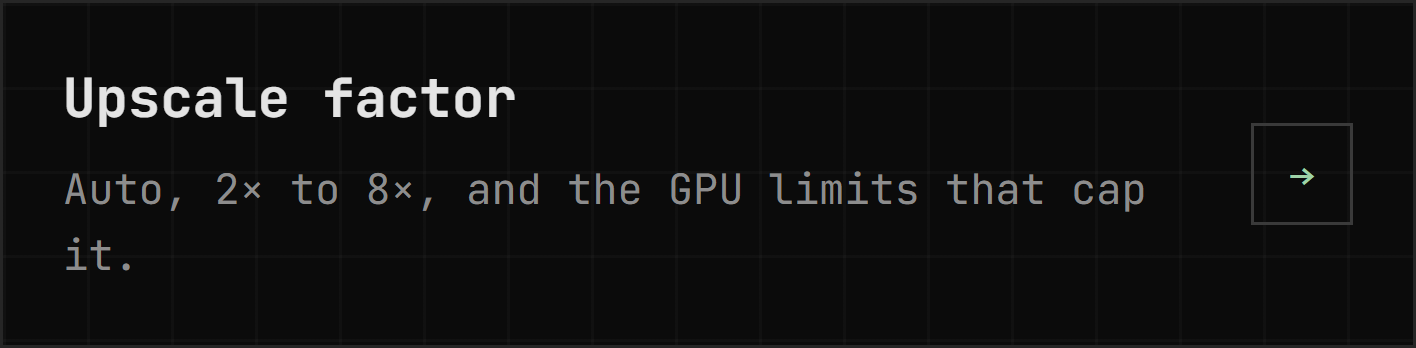 Upscale factor
Auto, 2× to 8×, and the GPU limits that cap
it.
→